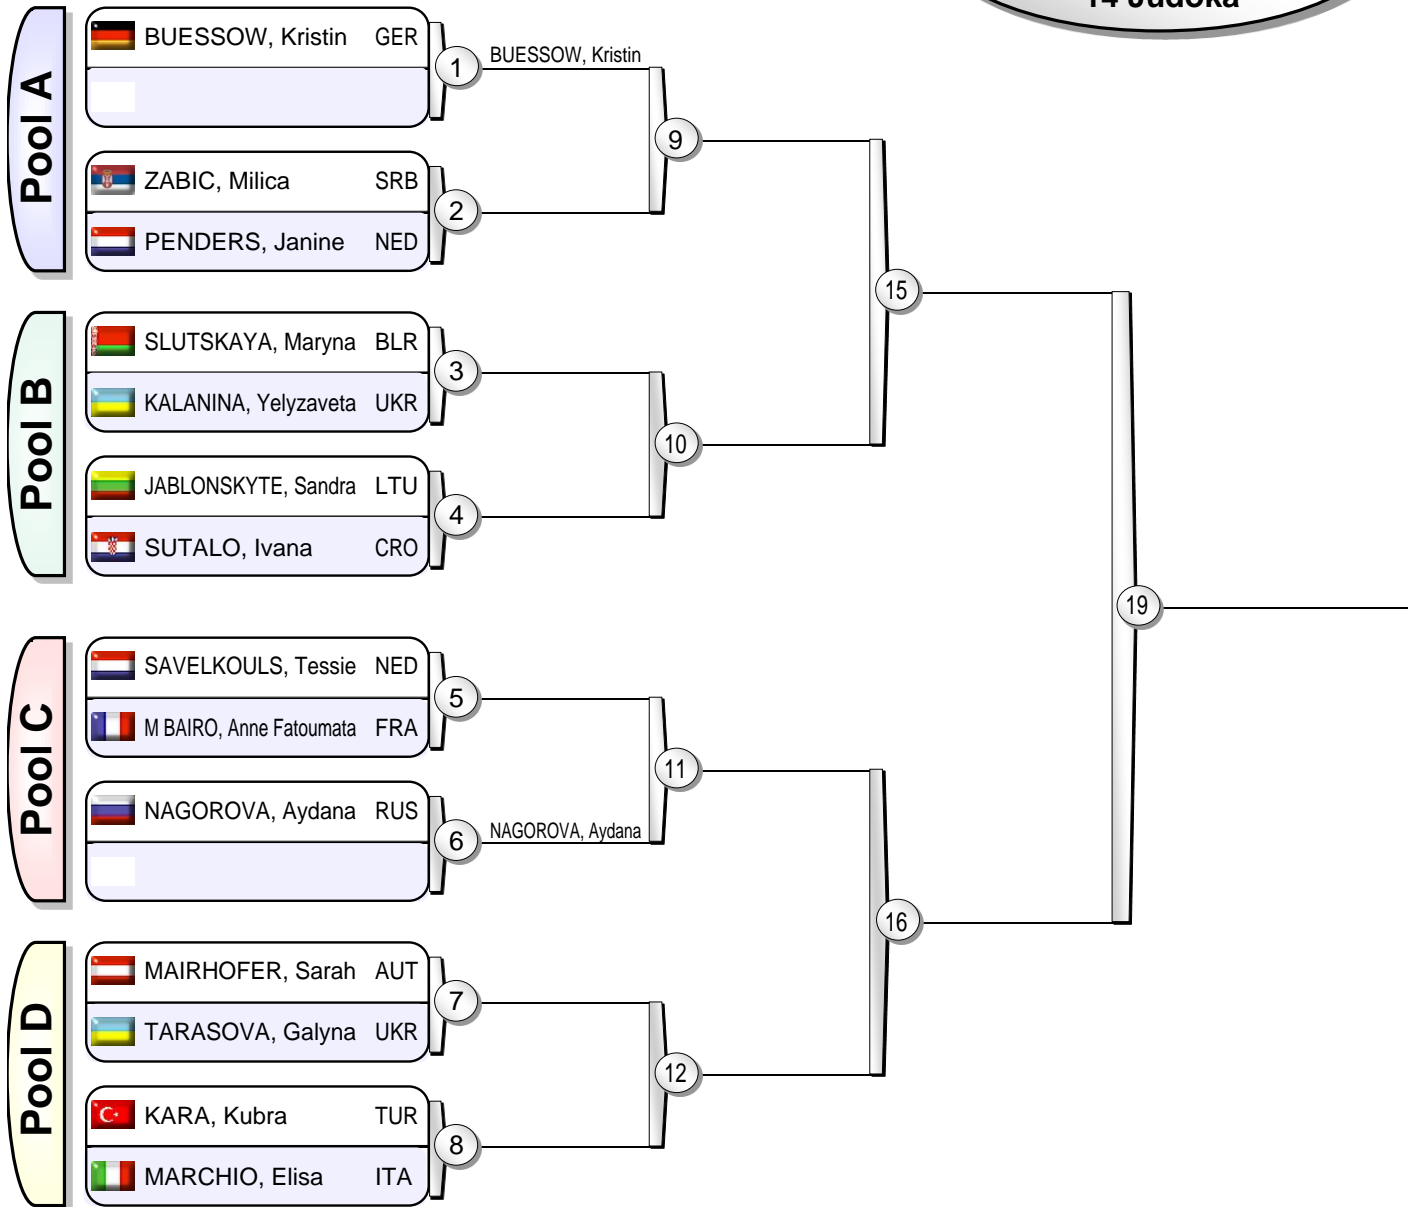 14 Judoka
Pool A
BUESSOW, Kristin GER
1
BUESSOW, Kristin
9
ZABIC, Milica SRB
2
PENDERS, Janine NED
15
Pool B
SLUTSKAYA, Maryna BLR
3
KALANINA, Yelyzaveta UKR
10
JABLONSKYTE, Sandra LTU
4
SUTALO, Ivana CRO
19
Pool C
SAVELKOULS, Tessie NED
5
M BAIRO, Anne Fatoumata FRA
11
NAGOROVA, Aydana RUS
6
NAGOROVA, Aydana
16
Pool D
MAIRHOFER, Sarah AUT
7
TARASOVA, Galyna UKR
12
KARA, Kubra TUR
8
MARCHIO, Elisa ITA